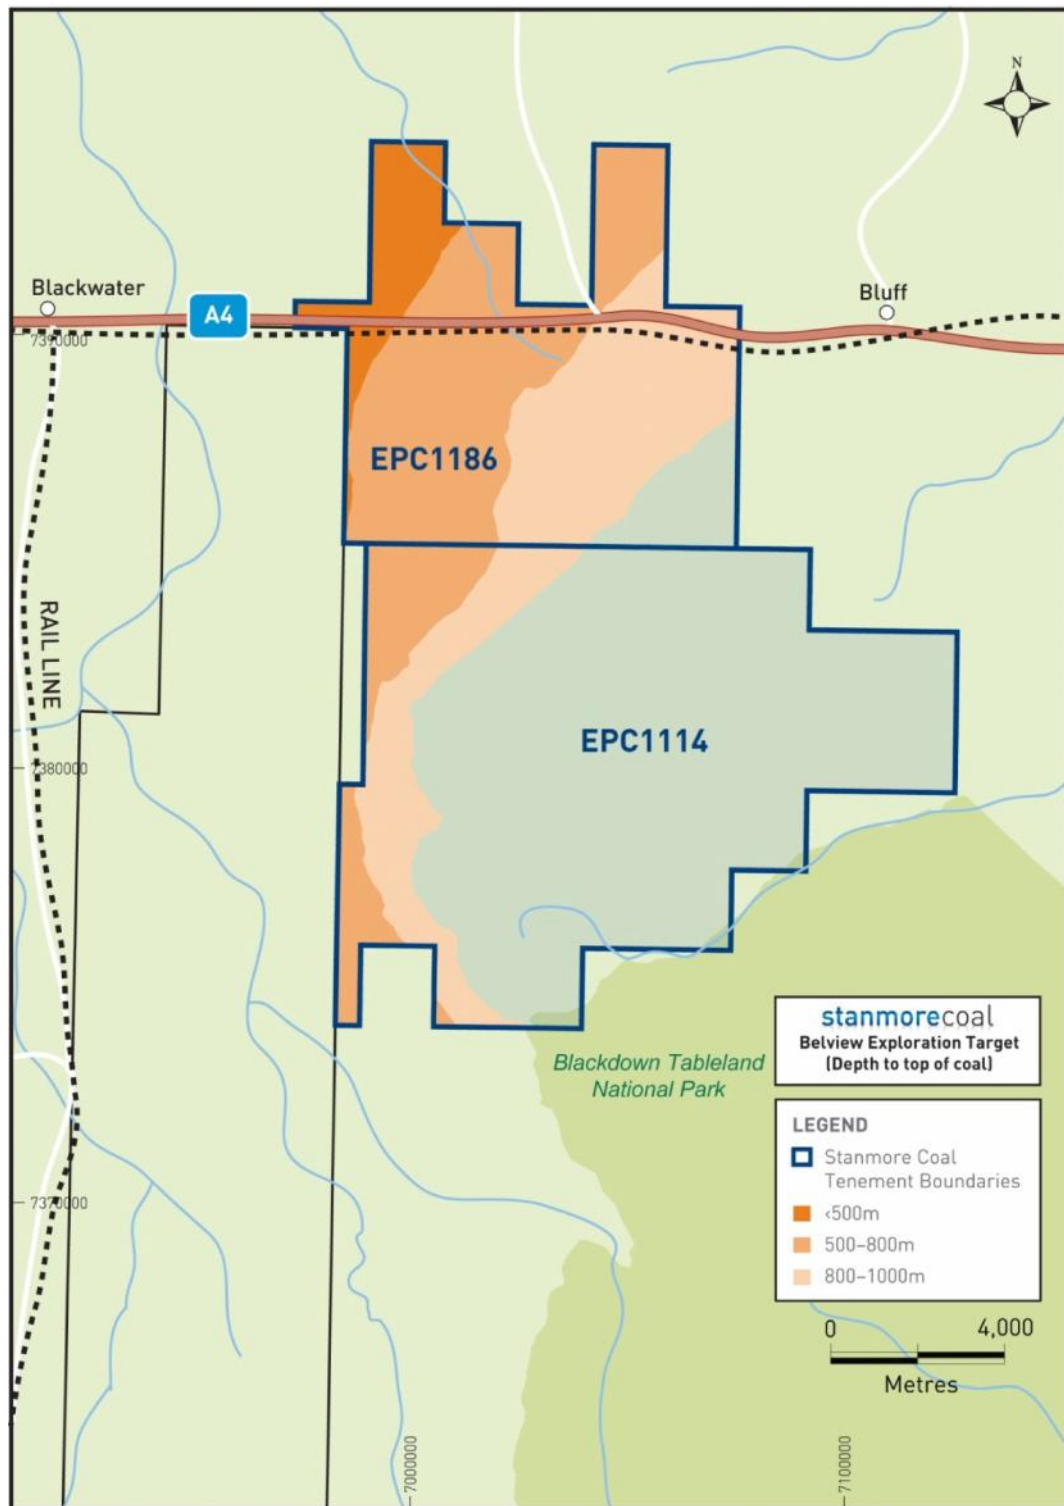 N
Blackwater
A4
Bluff
7390000
EPC1186
RAIL LINE
EPC1114
7380000
stanmorecoal
Belview Exploration Target
(Depth to top of coal)
Blackdown Tableland
National Park
LEGEND
Stanmore Coal
Tenement Boundaries
<500m
500–800m
800–1000m
7370000
0 4,000
Metres
7000000
7100000